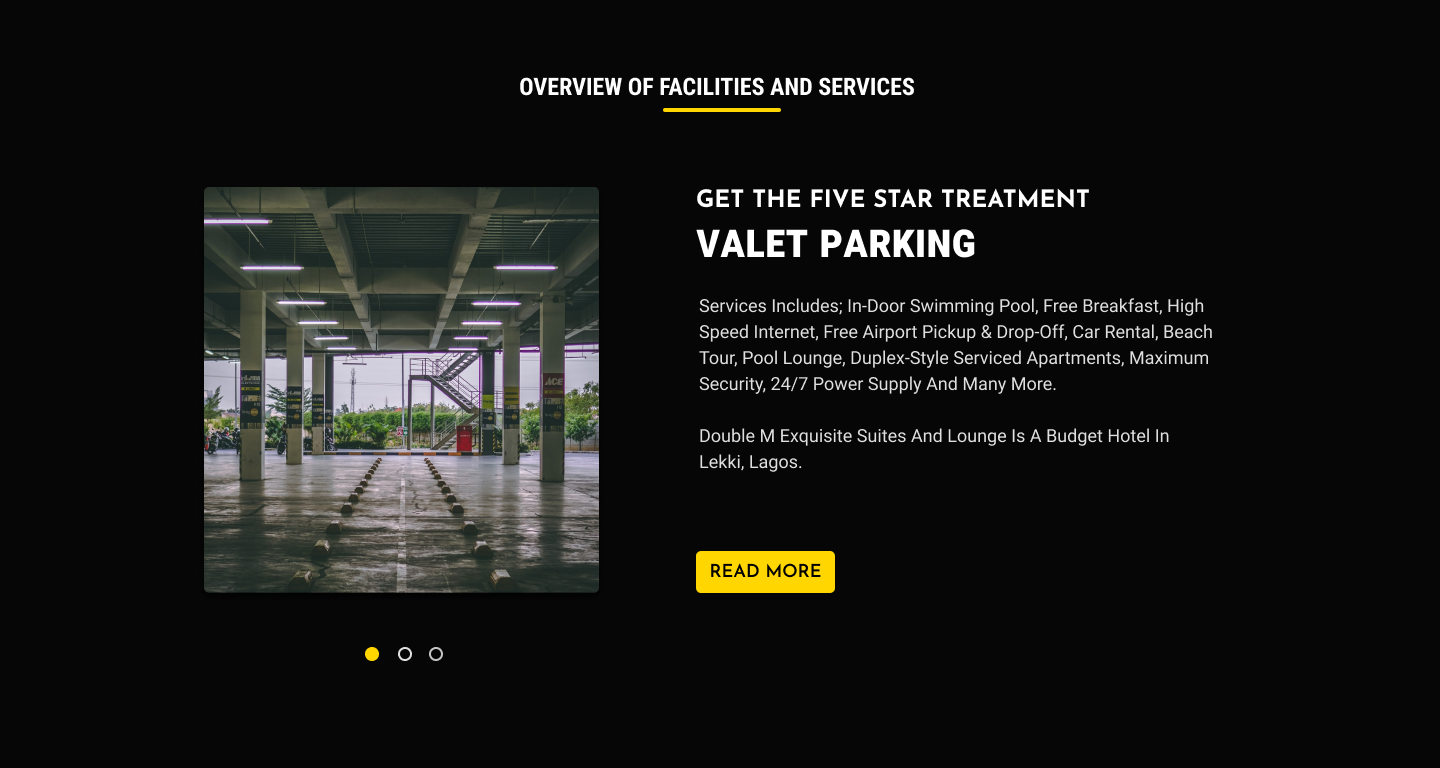 OVERVIEW OF FACILITIES AND SERVICES
GET THE FIVE STAR TREATMENT
VALET PARKING
Services Includes; In-Door Swimming Pool, Free Breakfast, High
Speed Internet, Free Airport Pickup & Drop-Off, Car Rental, Beach
Tour, Pool Lounge, Duplex-Style Serviced Apartments, Maximum
Security, 24/7 Power Supply And Many More.
Double M Exquisite Suites And Lounge Is A Budget Hotel In
Lekki, Lagos.
READ MORE
ACE